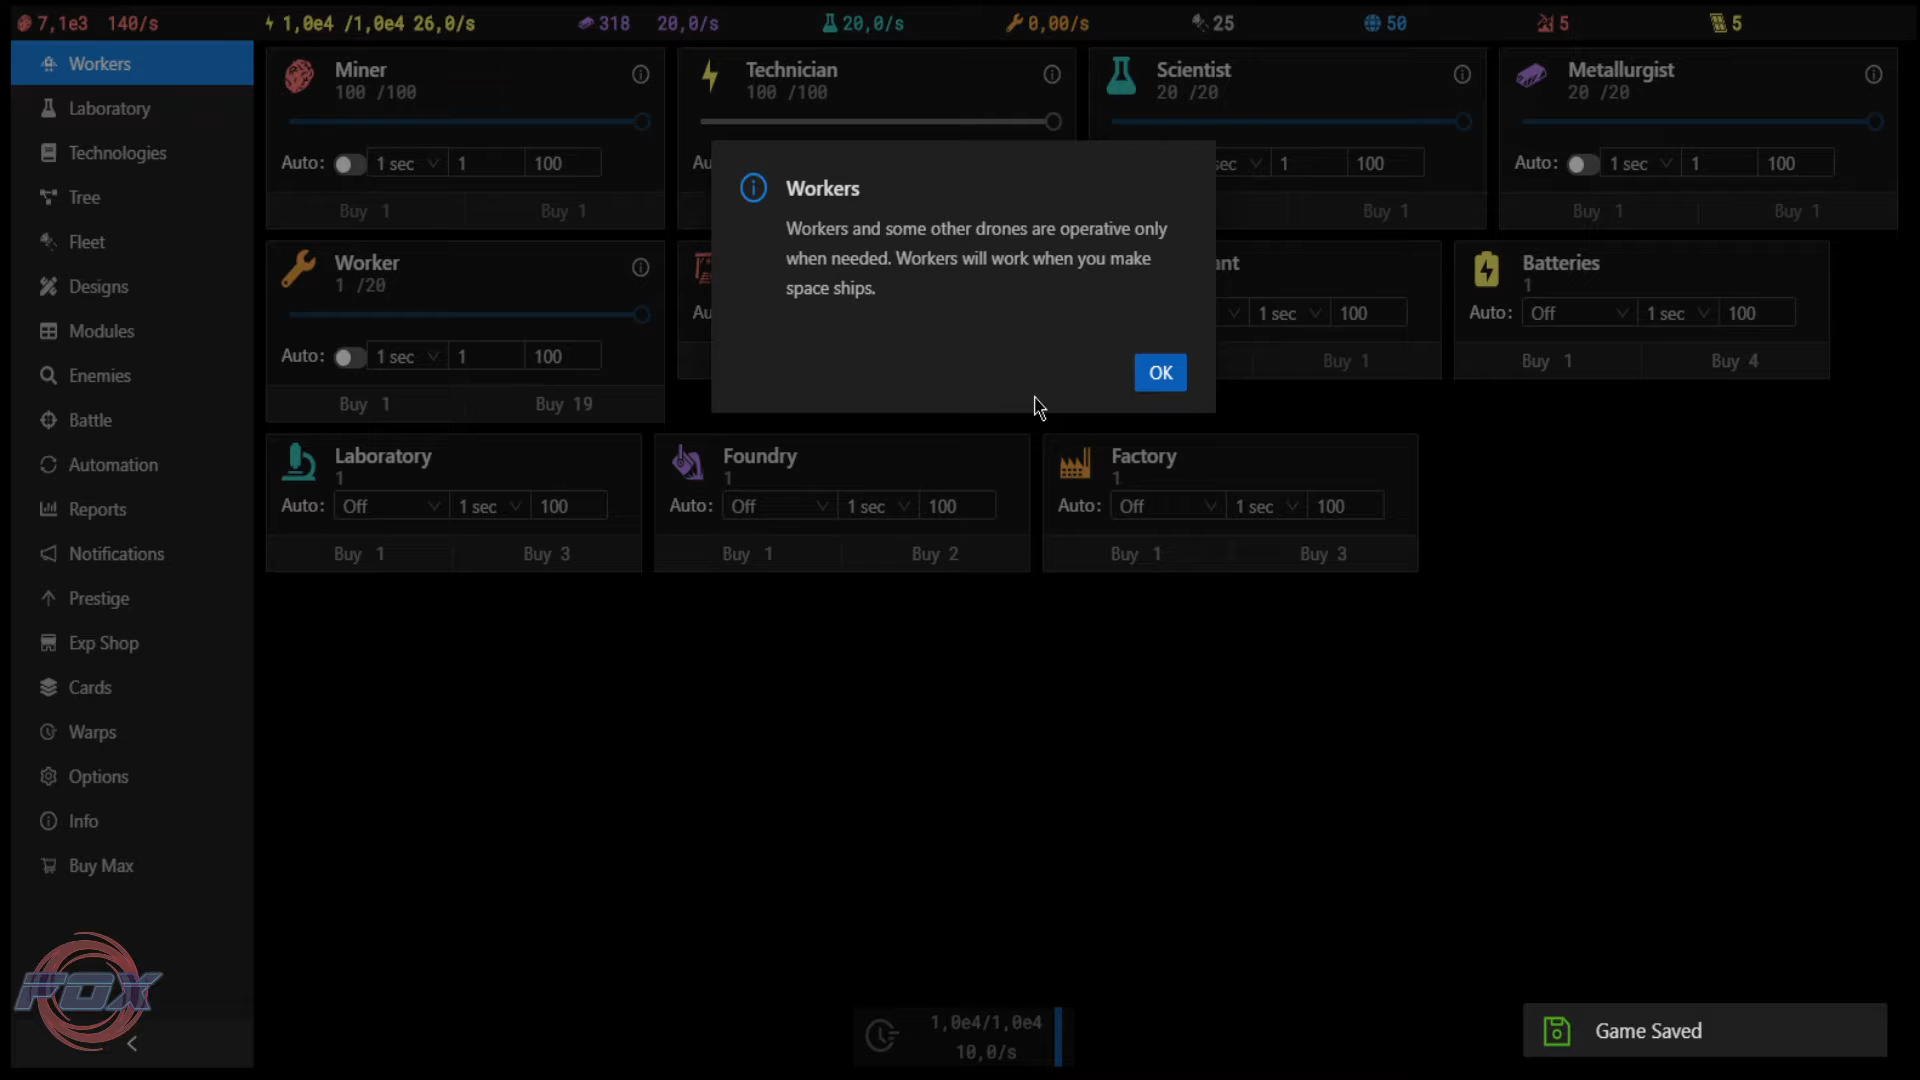 7,1e3 140/s 1,0e4 /1,0e4 26,0/s 318 20,0/s 20,0/s 0,00/s 25 50 5 5
Workers
Laboratory
Technologies
Tree
Fleet
Designs
Modules
Enemies
Battle
Automation
Reports
Notifications
Prestige
Exp Shop
Cards
Warps
Options
Info
Buy Max
FOX
Miner
100 /100
Auto: 1 sec 1 100
Buy 1 Buy 1
Technician
100 /100
Au
Scientist
20 /20
sec 1 100
Buy 1
Metallurgist
20 /20
Auto: 1 sec 1 100
Buy 1 Buy 1
Worker
1 /20
Auto: 1 sec 1 100
Buy 1 Buy 19
Au
nt
1 sec 100
Buy 1
Batteries
1
Auto: Off 1 sec 100
Buy 1 Buy 4
Workers
Workers and some other drones are operative only
when needed. Workers will work when you make
space ships.
OK
Laboratory
1
Auto: Off 1 sec 100
Buy 1 Buy 3
Foundry
1
Auto: Off 1 sec 100
Buy 1 Buy 2
Factory
1
Auto: Off 1 sec 100
Buy 1 Buy 3
1,0e4/1,0e4
10,0/s
Game Saved